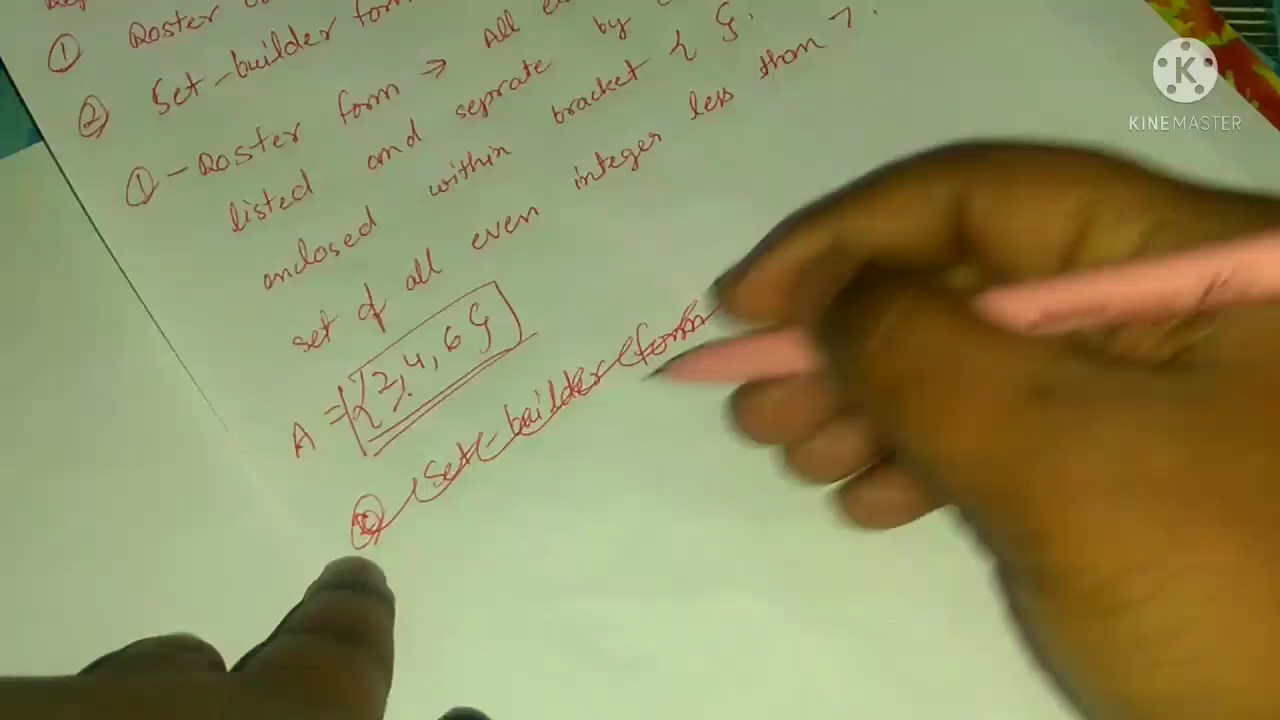 ① Roster
② Set-builder form
① - Roster form → All
listed and seprate by
enclosed within bracket { }.
set of all even integer less than 7.
A = {2, 4, 6}
② Set-builder form
KINEMASTER